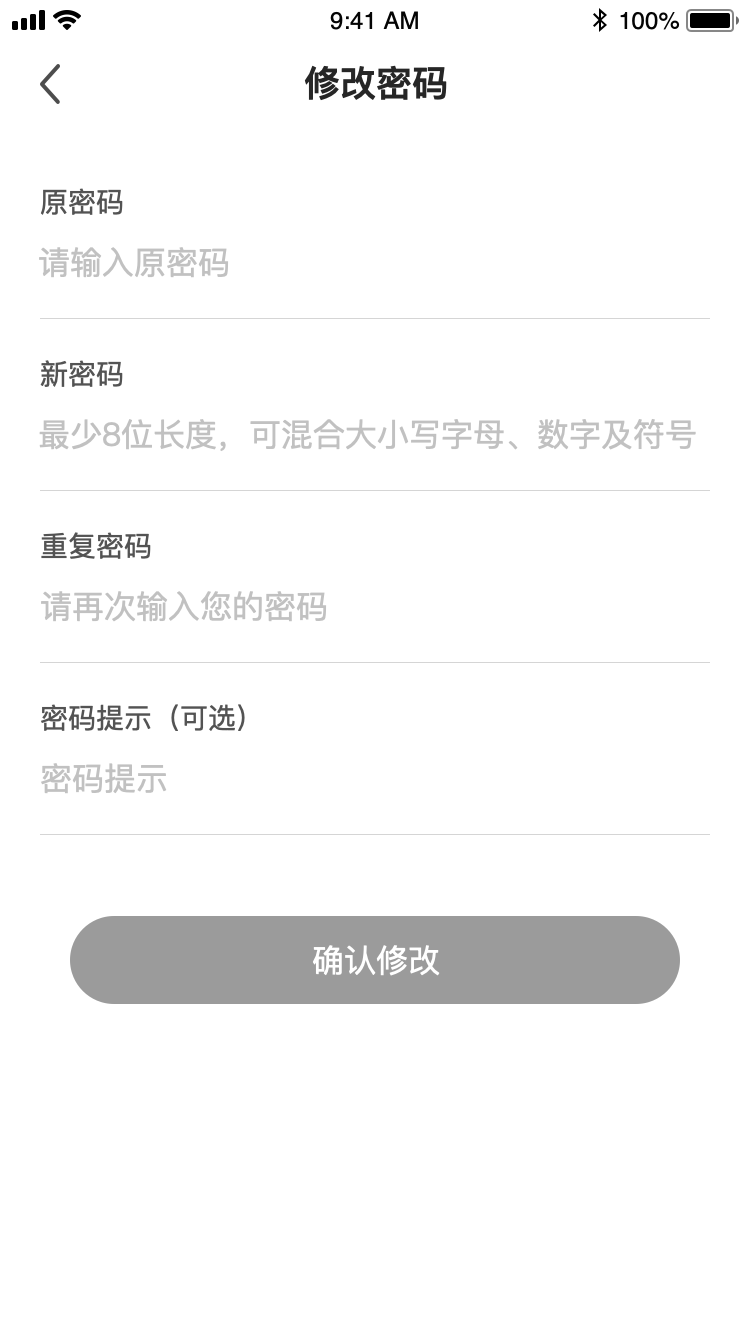 9:41 AM
100%
修改密码
原密码
请输入原密码
新密码
最少8位长度，可混合大小写字母、数字及符号
重复密码
请再次输入您的密码
密码提示（可选）
密码提示
确认修改